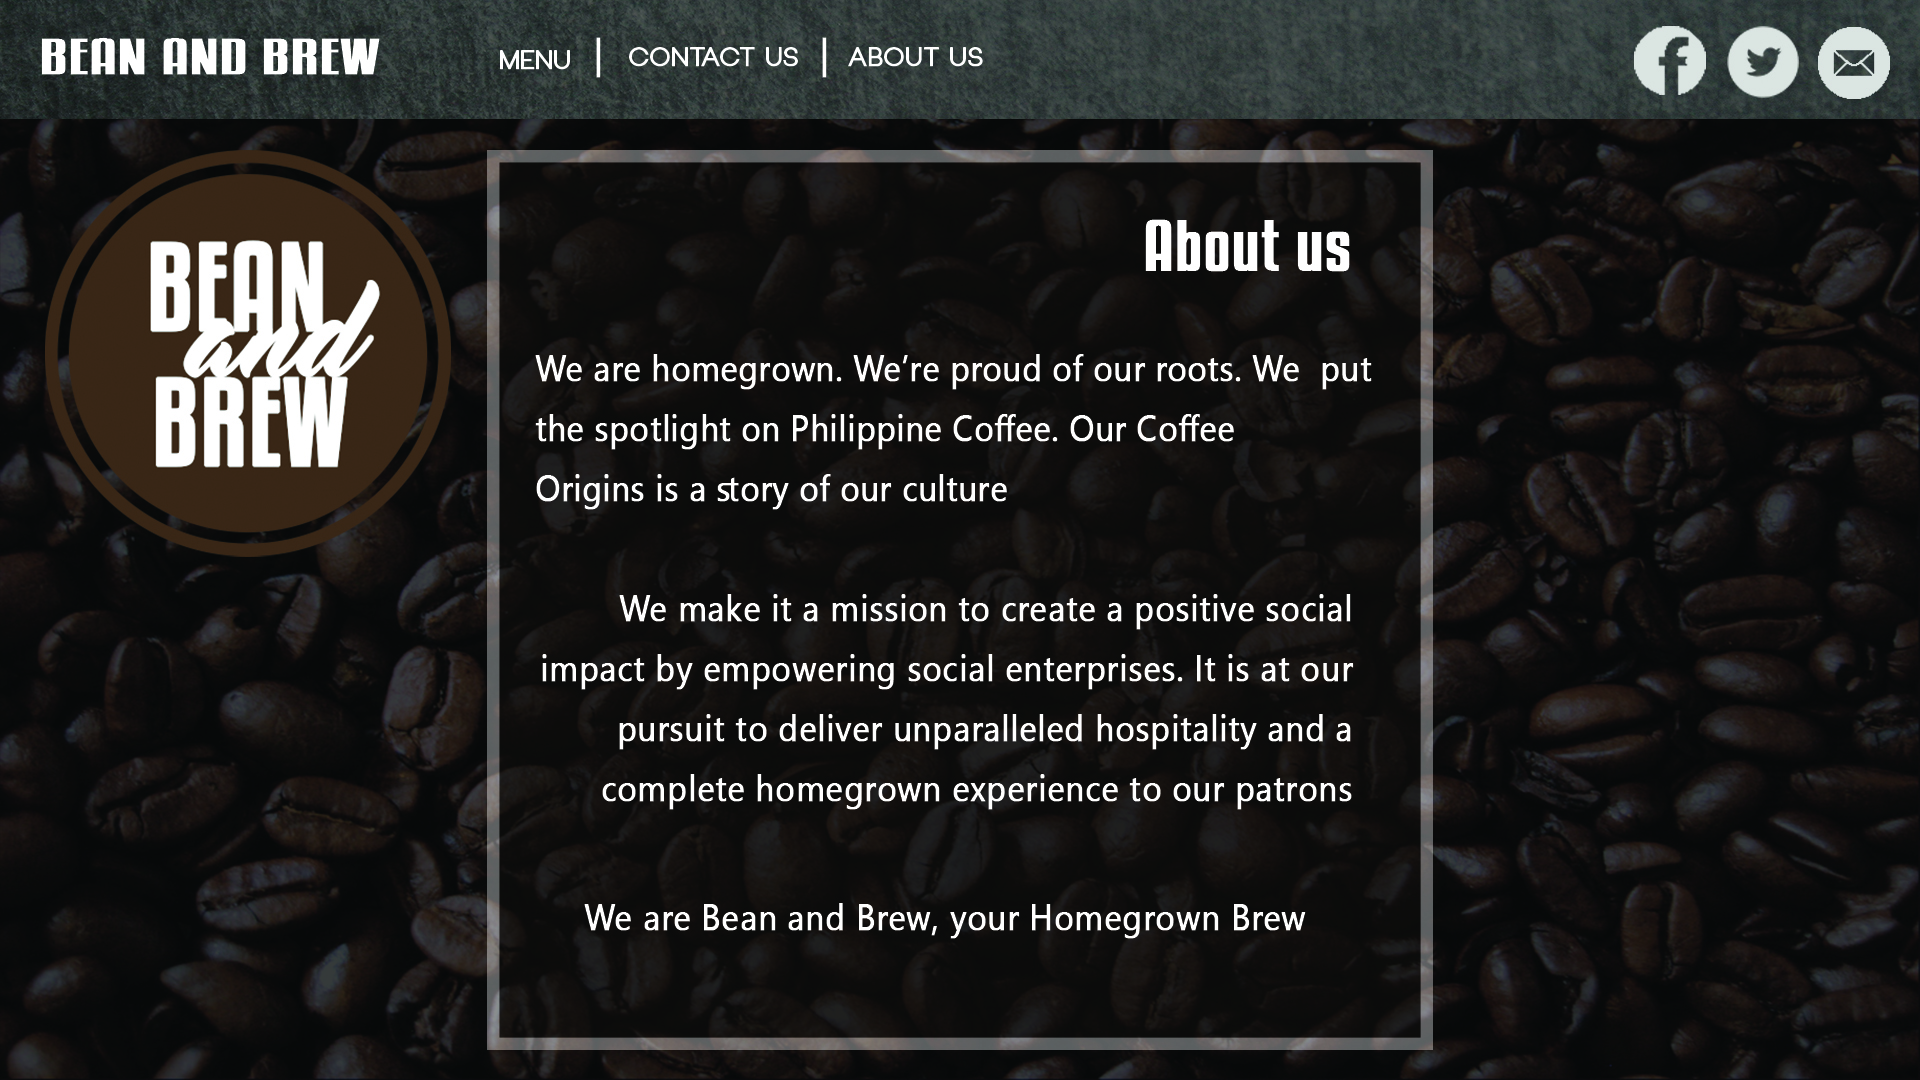 BEAN AND BREW
MENU | CONTACT US | ABOUT US
BEAN
and
BREW
About us
We are homegrown. We’re proud of our roots. We  put
the spotlight on Philippine Coffee. Our Coffee
Origins is a story of our culture
We make it a mission to create a positive social
impact by empowering social enterprises. It is at our
pursuit to deliver unparalleled hospitality and a
complete homegrown experience to our patrons
We are Bean and Brew, your Homegrown Brew